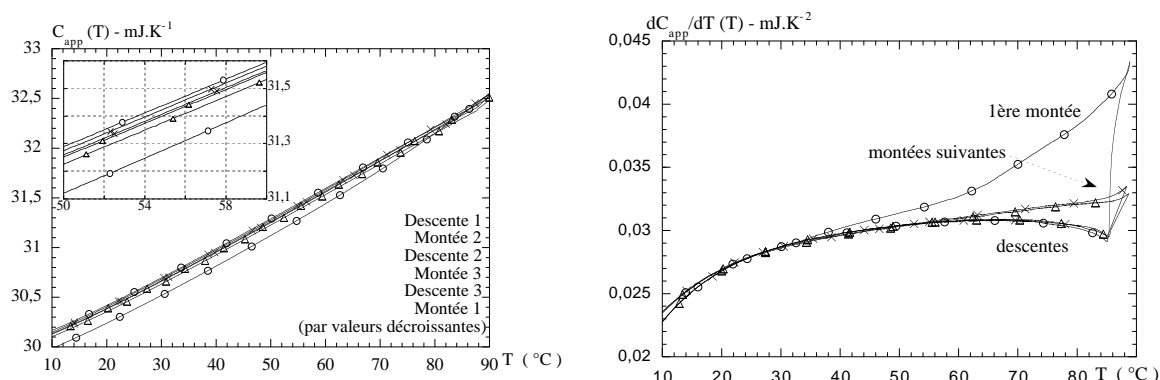 C_app (T) - mJ.K⁻¹
33
32.5
32
31.5
31
30.5
30
31,5
31,3
31,1
50 54 58
Descente 1
Montée 2
Descente 2
Montée 3
Descente 3
Montée 1
(par valeurs décroissantes)
10 20 30 40 50 60 70 80 90
T ( °C)
dC_app/dT (T) - mJ.K⁻²
0,045
0,04
0,035
0,03
0,025
0,02
1ère montée
montées suivantes
descentes
10 20 30 40 50 60 70 80
T ( °C)